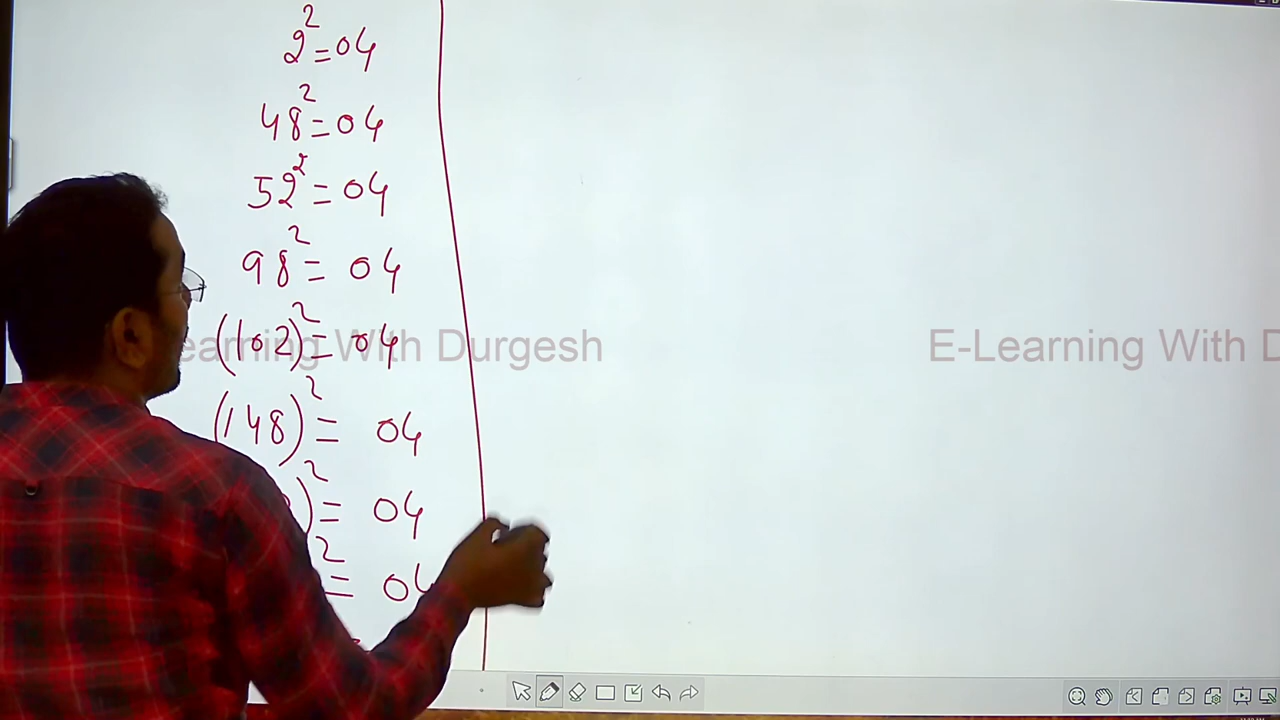 2² = 04
48² = 04
52² = 04
98² = 04
(102)² = 04
earning With Durgesh
E-Learning With D
(148)² = 04
)² = 04
² = 04